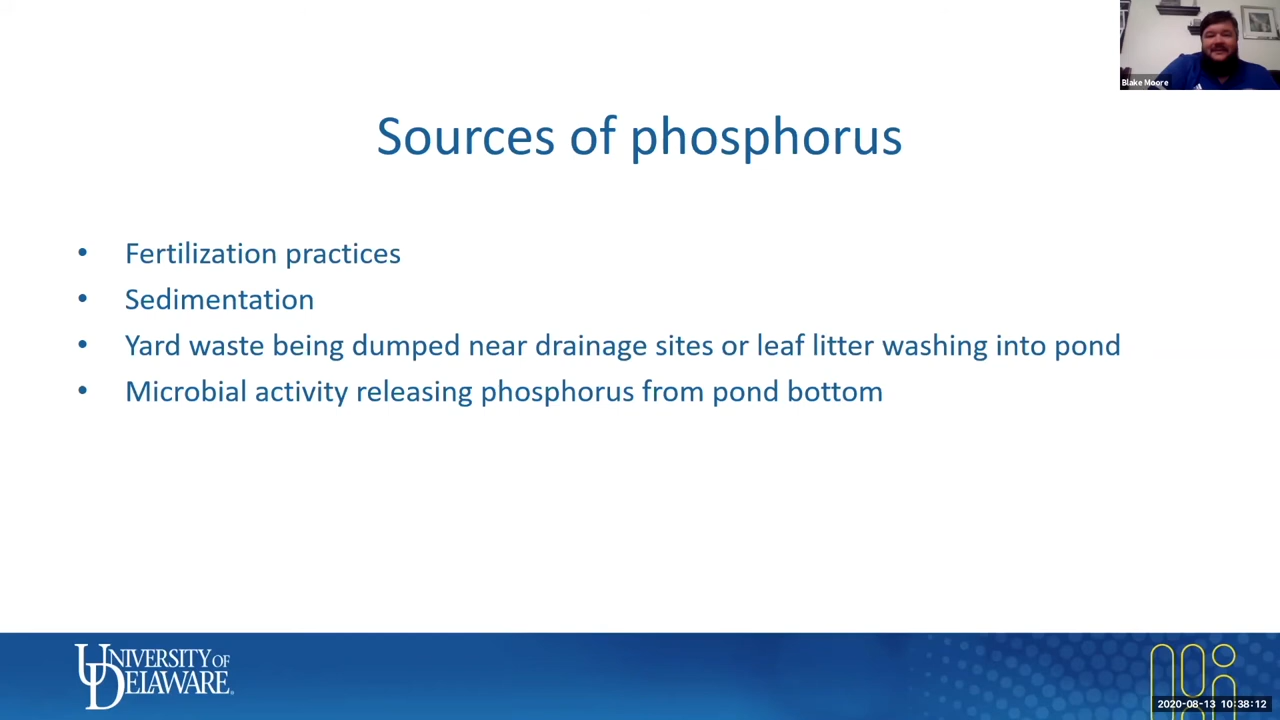 Blake Moore
Sources of phosphorus
• Fertilization practices
• Sedimentation
• Yard waste being dumped near drainage sites or leaf litter washing into pond
• Microbial activity releasing phosphorus from pond bottom
UNIVERSITY OF
DELAWARE.
2020-08-13 10:38:12